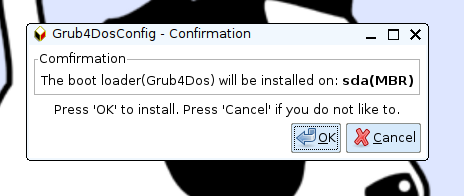 Grub4DosConfig - Confirmation
Comfirmation
The boot loader(Grub4Dos) will be installed on: sda(MBR)
Press 'OK' to install. Press 'Cancel' if you do not like to.
OK Cancel